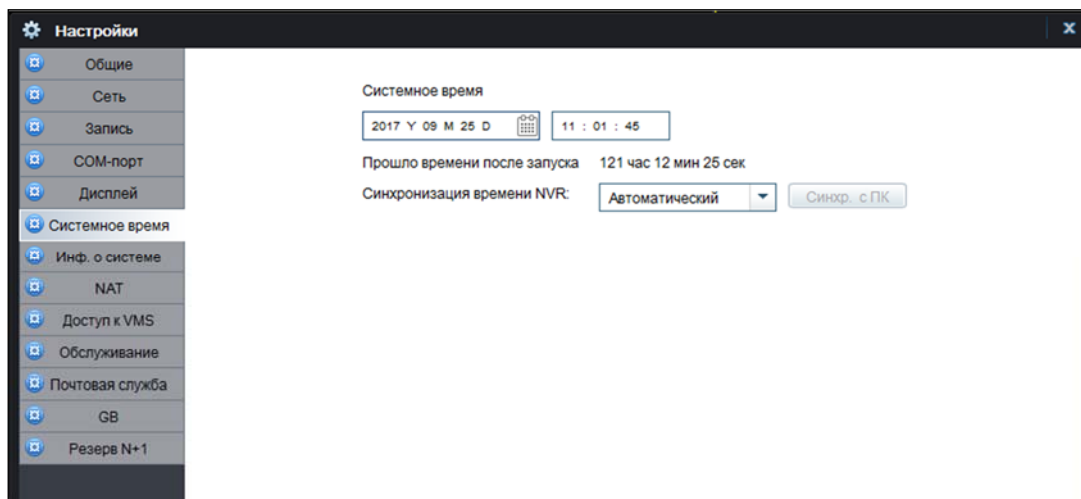 Настройки
Общие
Сеть
Запись
COM-порт
Дисплей
Системное время
Инф. о системе
NAT
Доступ к VMS
Обслуживание
Почтовая служба
GB
Резерв N+1
Системное время
2017 Y 09 M 25 D 11 : 01 : 45
Прошло времени после запуска 121 час 12 мин 25 сек
Синхронизация времени NVR: Автоматический Синхр. с ПК